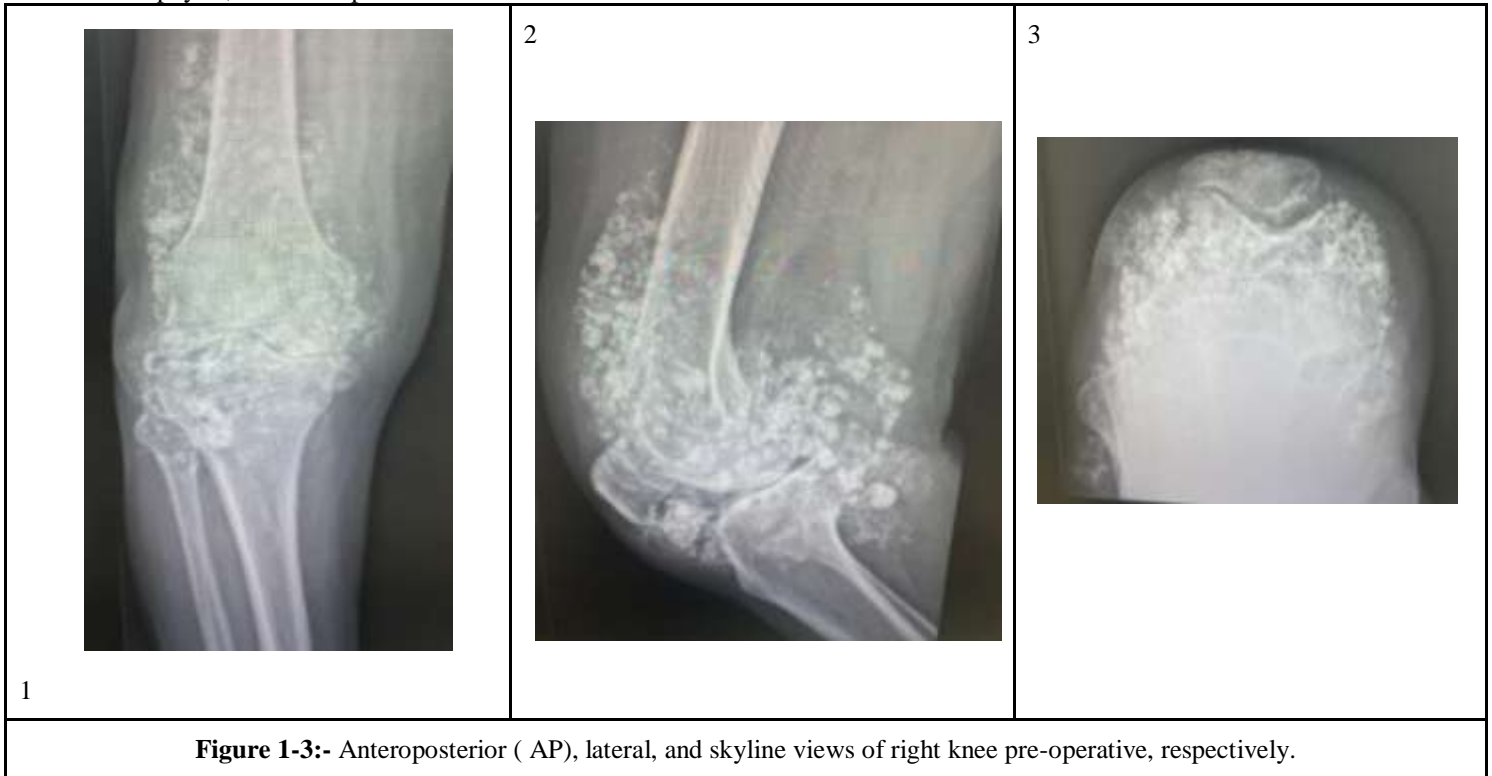 2
3
1
Figure 1-3:- Anteroposterior ( AP), lateral, and skyline views of right knee pre-operative, respectively.